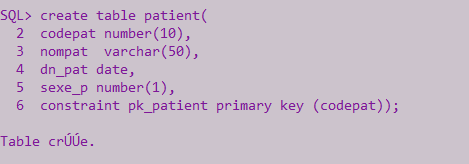 SQL> create table patient(
  2  codepat number(10),
  3  nompat  varchar(50),
  4  dn_pat date,
  5  sexe_p number(1),
  6  constraint pk_patient primary key (codepat));
Table crÚÚe.